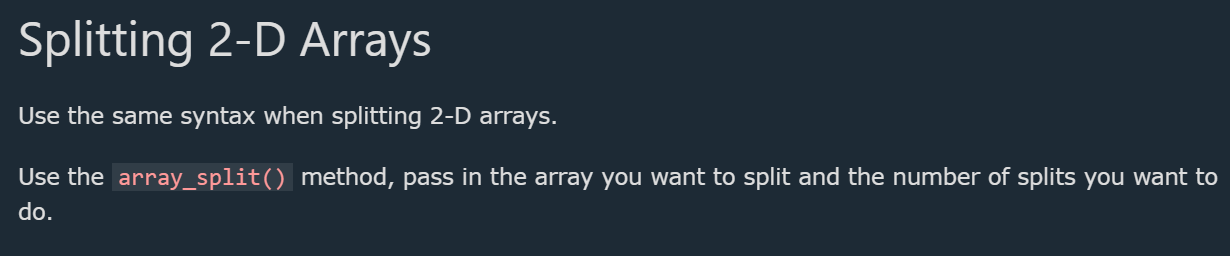 Splitting 2-D Arrays
Use the same syntax when splitting 2-D arrays.
Use the array_split() method, pass in the array you want to split and the number of splits you want to
do.